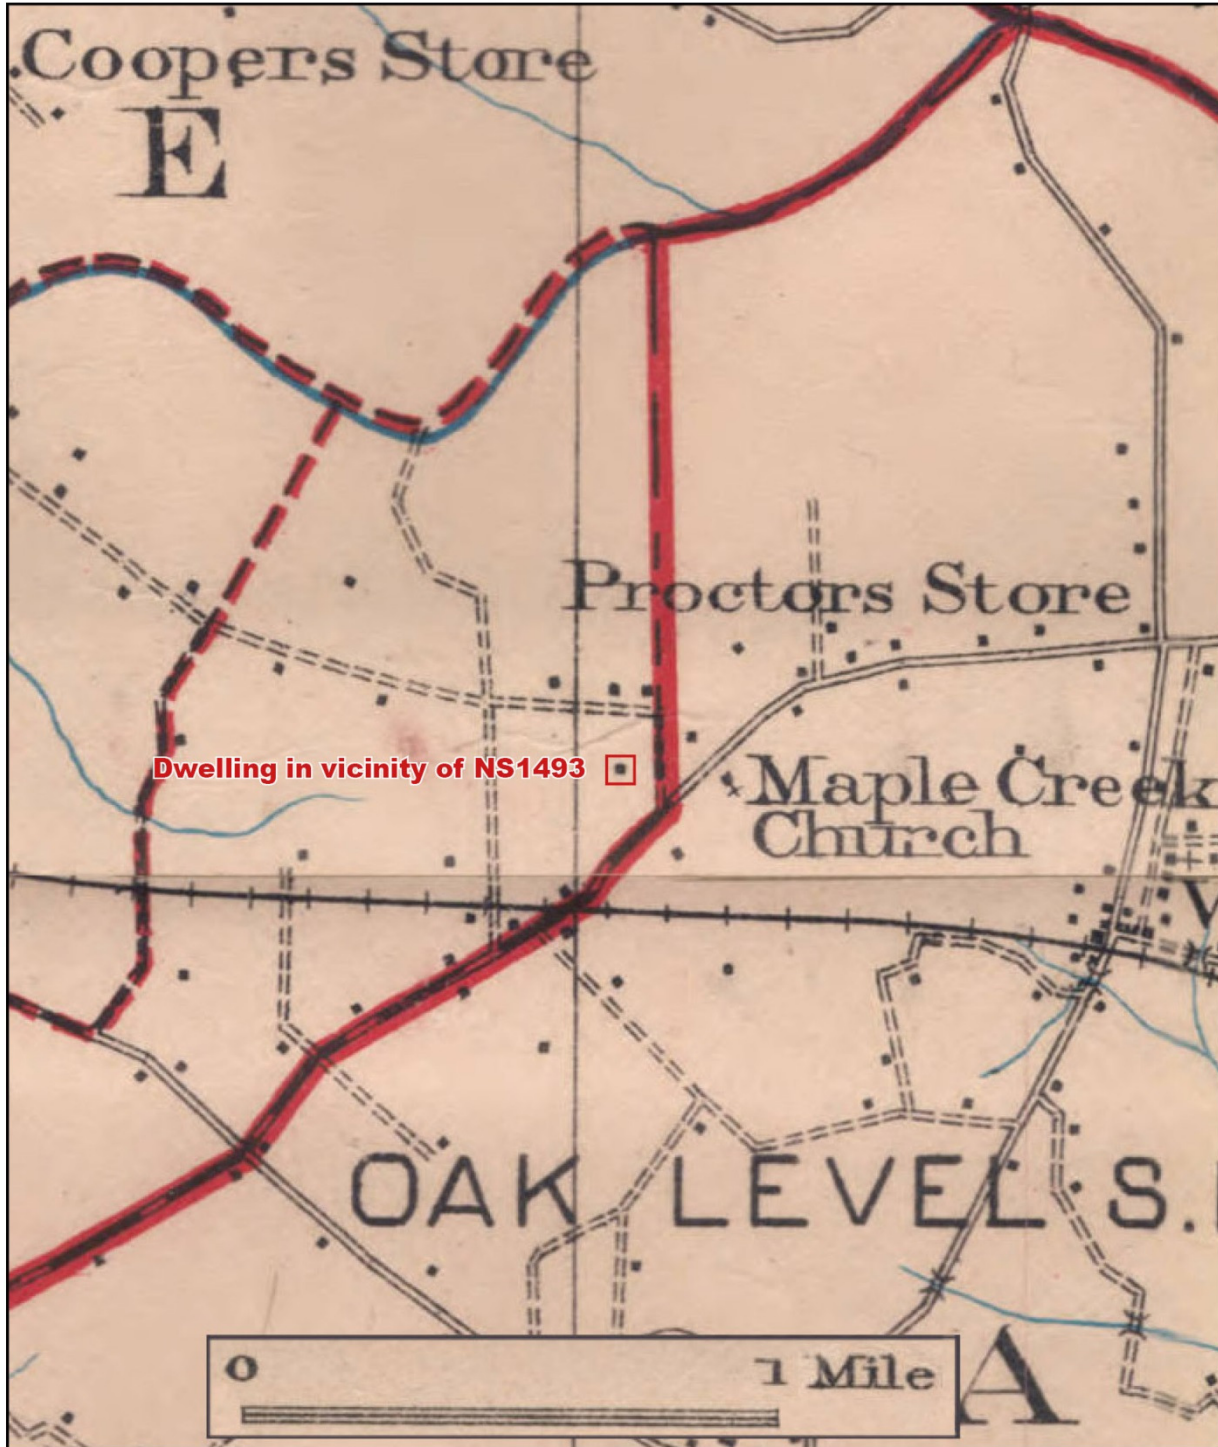 Coopers Store
E
Proctors Store
Dwelling in vicinity of NS1493
Maple Creek
Church
OAK LEVEL S.
0 1 Mile
A